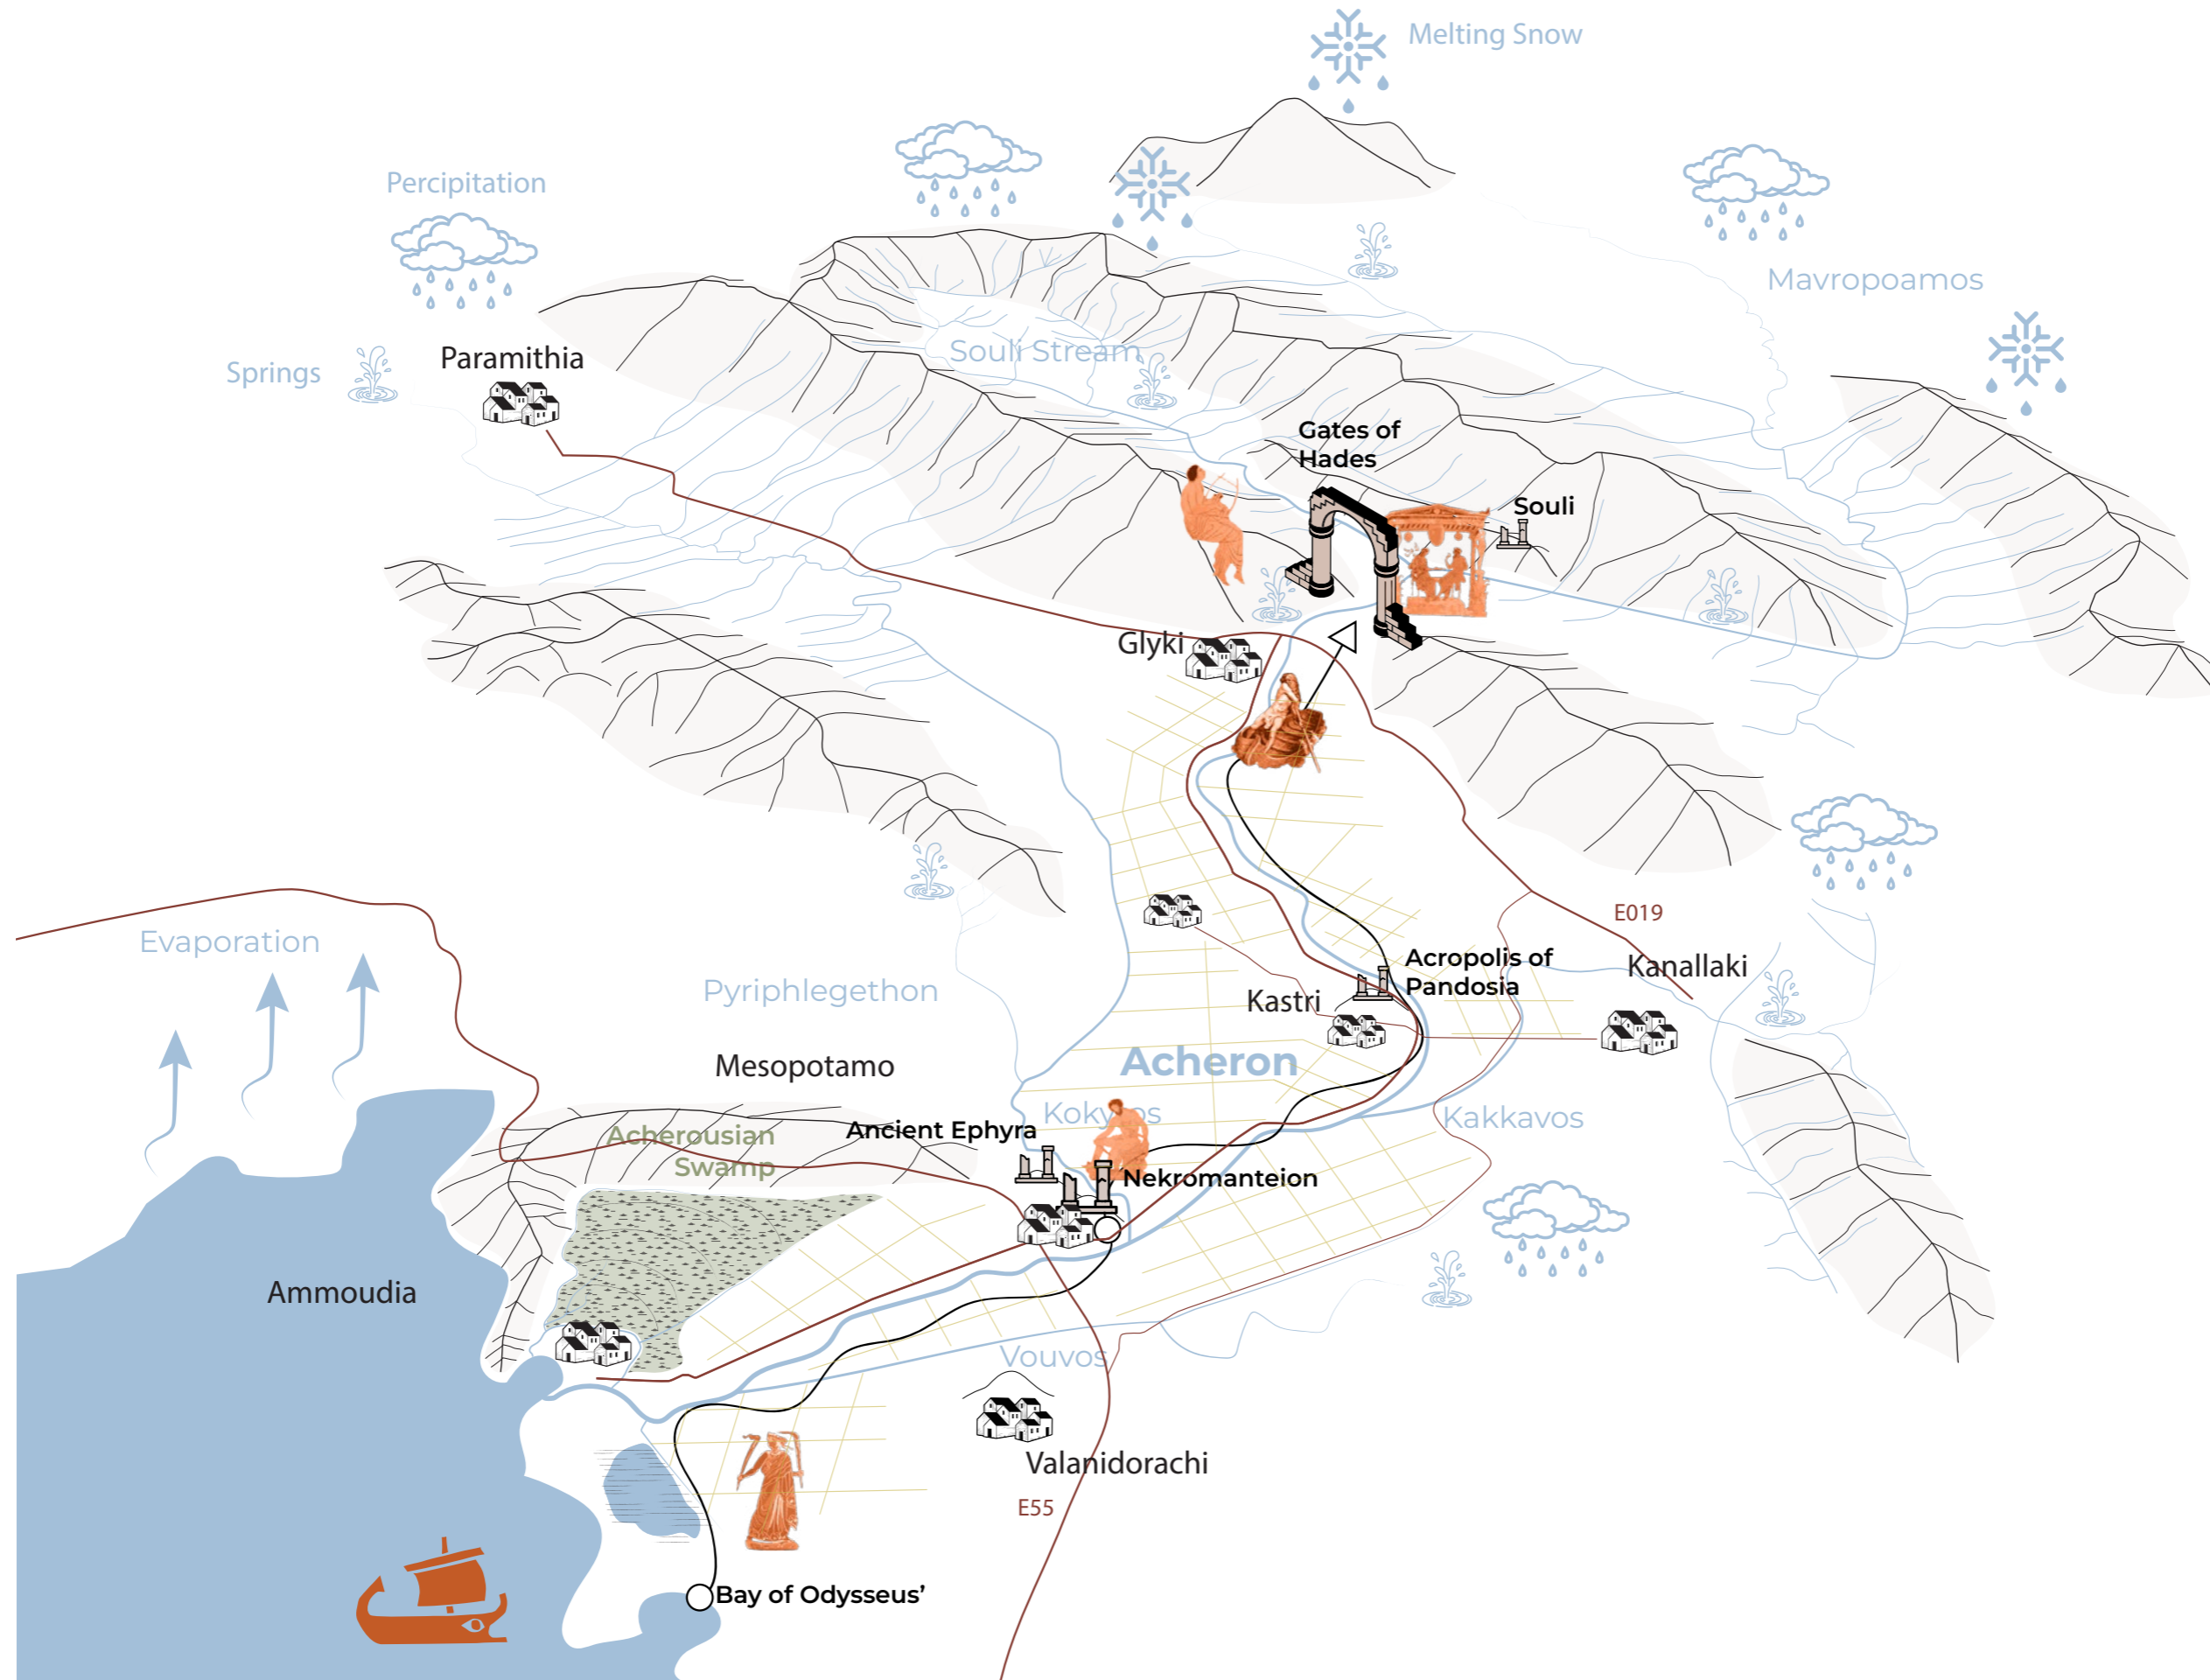 Melting Snow
Percipitation
Mavropoamos
Souli Stream
Springs
Paramithia
Gates of
Hades
Souli
Glyki
E019
Evaporation
Acropolis of
Pandosia
Kanallaki
Pyriphlegethon
Kastri
Mesopotamo
Acheron
Kakkavos
Ancient Ephyra
Acherousian
Swamp
Nekromanteion
Ammoudia
Vouvos
Valanidorachi
E55
Bay of Odysseus’